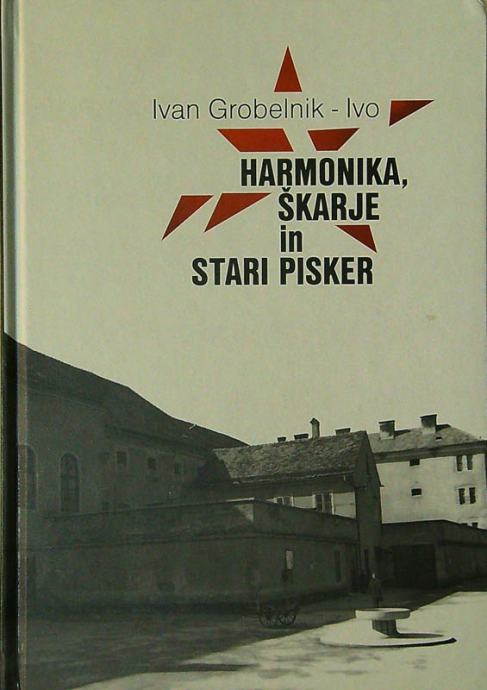 Ivan Grobelnik - Ivo
HARMONIKA,
ŠKARJE
in
STARI PISKER